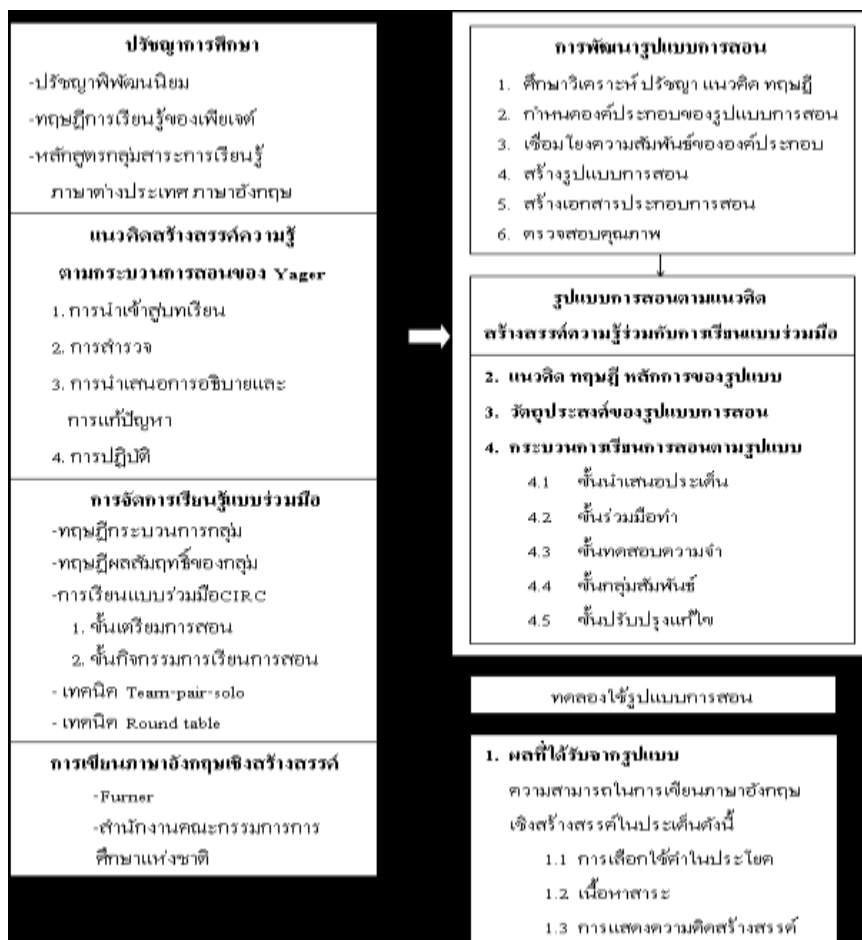 ปรัชญาการศึกษา
-ปรัชญาพิพัฒนนิยม
-ทฤษฎีการเรียนรู้ของเพียเจต์
-หลักสูตรกลุ่มสาระการเรียนรู้
ภาษาต่างประเทศ ภาษาอังกฤษ
แนวคิดสร้างสรรค์ความรู้
ตามกระบวนการสอนของ Yager
1. การนำเข้าสู่บทเรียน
2. การสำรวจ
3. การนำเสนอการอธิบายและ
การแก้ปัญหา
4. การปฏิบัติ
การจัดการเรียนรู้แบบร่วมมือ
-ทฤษฎีกระบวนการกลุ่ม
-ทฤษฎีผลสัมฤทธิ์ของกลุ่ม
-การเรียนแบบร่วมมือCIRC
1. ขั้นเตรียมการสอน
2. ขั้นกิจกรรมการเรียนการสอน
- เทคนิค Team-pair-solo
- เทคนิค Round table
การเขียนภาษาอังกฤษเชิงสร้างสรรค์
-Furner
-สำนักงานคณะกรรมการการ
ศึกษาแห่งชาติ
การพัฒนารูปแบบการสอน
1. ศึกษาวิเคราะห์ ปรัชญา แนวคิด ทฤษฎี
2. กำหนดองค์ประกอบของรูปแบบการสอน
3. เชื่อมโยงความสัมพันธ์ขององค์ประกอบ
4. สร้างรูปแบบการสอน
5. สร้างเอกสารประกอบการสอน
6. ตรวจสอบคุณภาพ
รูปแบบการสอนตามแนวคิด
สร้างสรรค์ความรู้ร่วมกับการเรียนแบบร่วมมือ
2. แนวคิด ทฤษฎี หลักการของรูปแบบ
3. วัตถุประสงค์ของรูปแบบการสอน
4. กระบวนการเรียนการสอนตามรูปแบบ
4.1 ขั้นนำเสนอประเด็น
4.2 ขั้นร่วมมือทำ
4.3 ขั้นทดสอบความจำ
4.4 ขั้นกลุ่มสัมพันธ์
4.5 ขั้นปรับปรุงแก้ไข
ทดลองใช้รูปแบบการสอน
1. ผลที่ได้รับจากรูปแบบ
ความสามารถในการเขียนภาษาอังกฤษ
เชิงสร้างสรรค์ในประเด็นดังนี้
1.1 การเลือกใช้คำในประโยค
1.2 เนื้อหาสาระ
1.3 การแสดงความคิดสร้างสรรค์